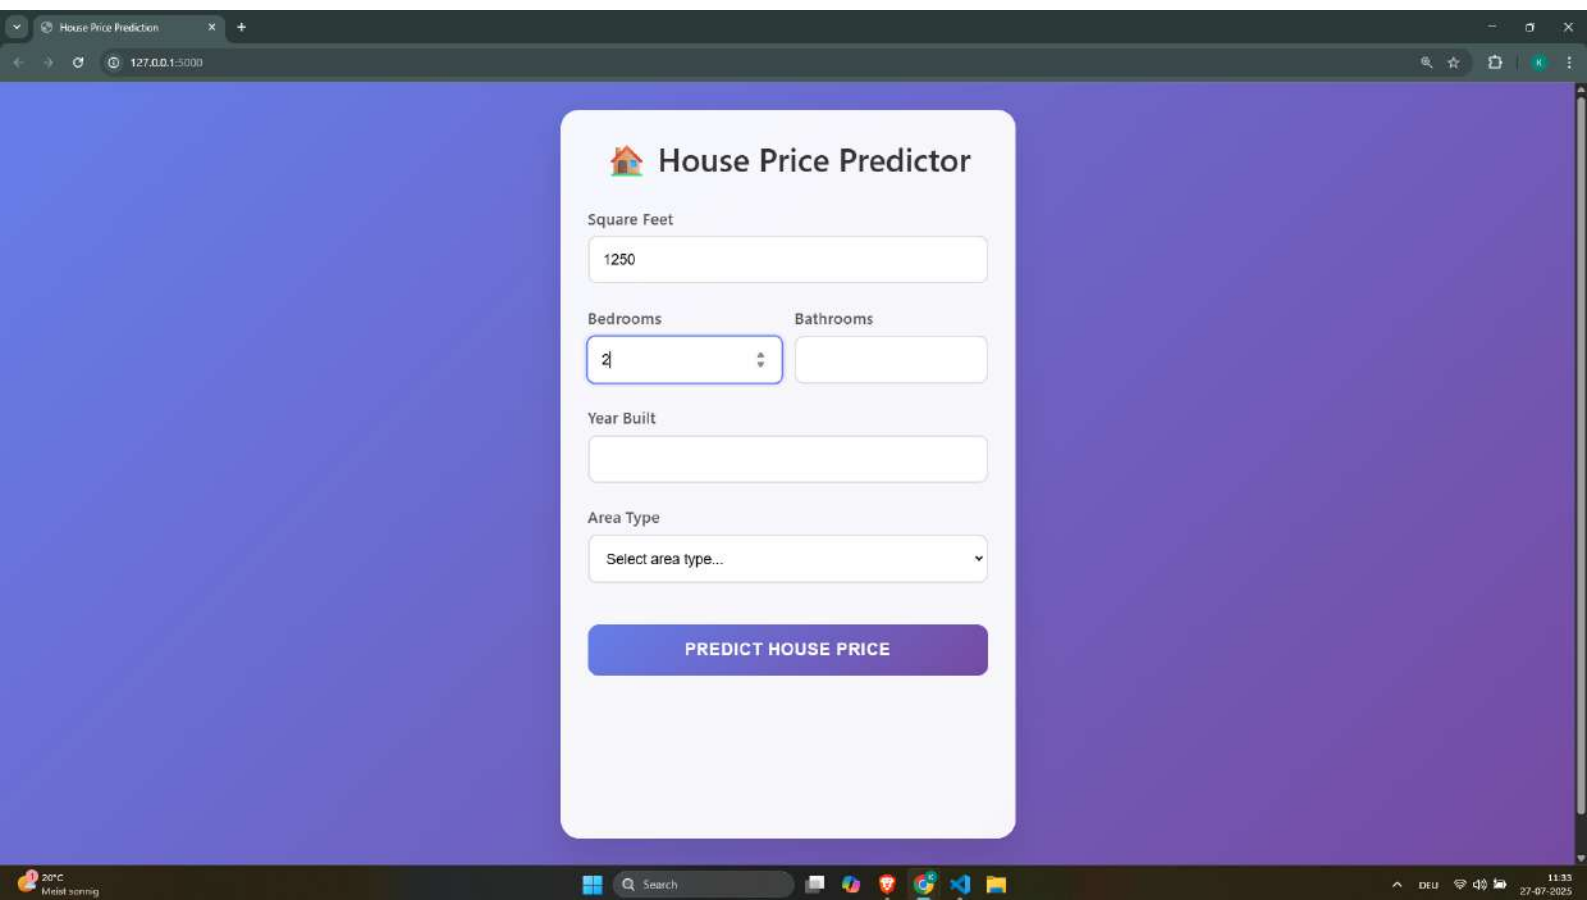 House Price Prediction
127.0.0.1:5000
K
House Price Predictor
Square Feet
1250
Bedrooms
Bathrooms
2
Year Built
Area Type
Select area type...
PREDICT HOUSE PRICE
1
20°C
Meist sonnig
Search
K
DEU
11:33
27-07-2025